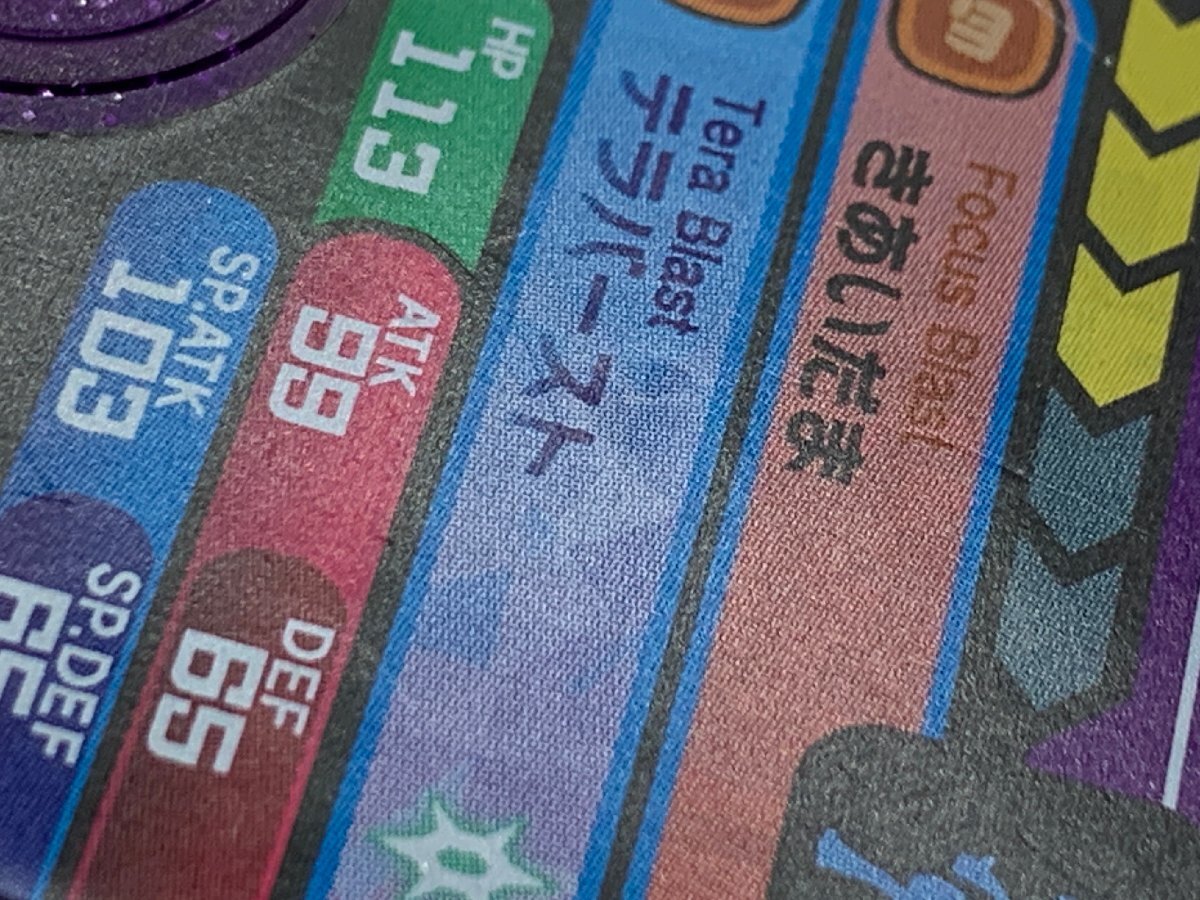 Focus Blast
きあいだま
Tera Blast
テラバースト
HP
113
ATK
99
DEF
65
SP.ATK
103
SP.DEF